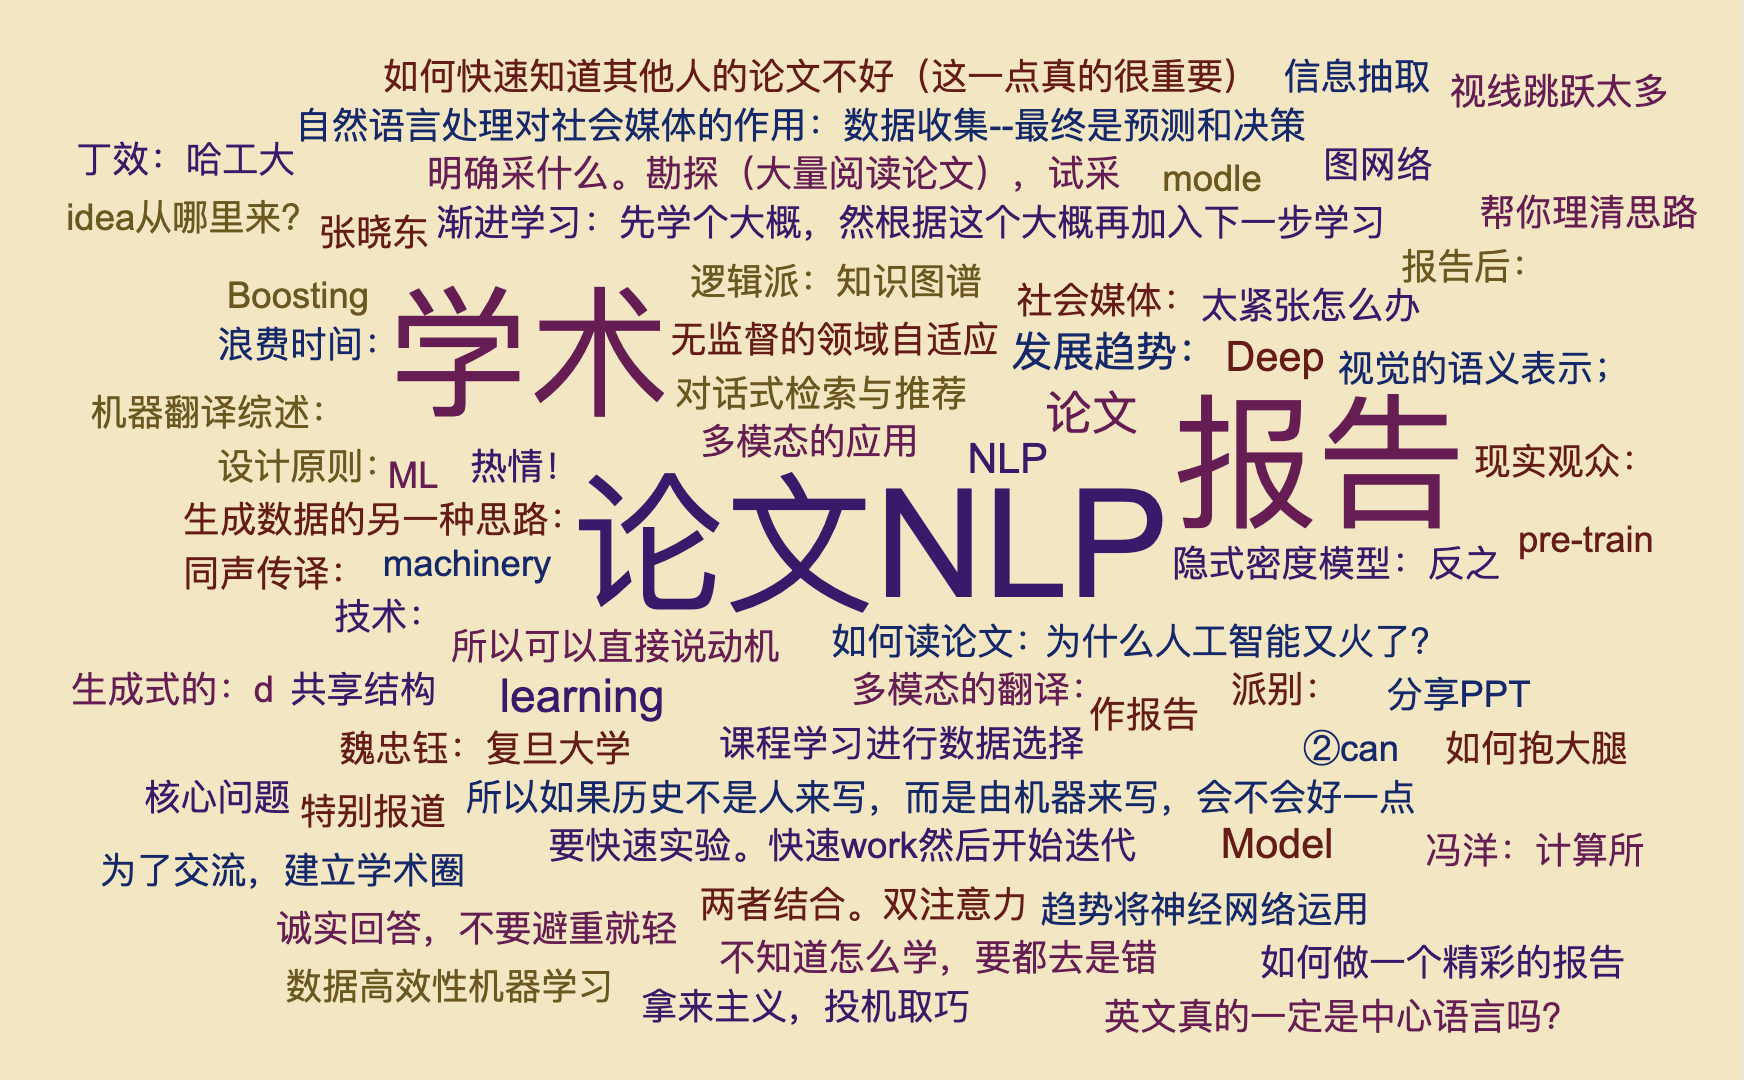 如何快速知道其他人的论文不好（这一点真的很重要）
信息抽取
视线跳跃太多
自然语言处理对社会媒体的作用：数据收集--最终是预测和决策
丁效：哈工大
明确采什么。勘探（大量阅读论文），试采
modle
图网络
idea从哪里来?
张晓东
渐进学习：先学个大概，然根据这个大概再加入下一步学习
帮你理清思路
逻辑派：知识图谱
报告后：
Boosting
学术
社会媒体：
太紧张怎么办
浪费时间：
无监督的领域自适应
发展趋势：
Deep
视觉的语义表示；
机器翻译综述：
对话式检索与推荐
论文
报告
多模态的应用
设计原则：
ML
热情！
NLP
现实观众：
生成数据的另一种思路：
论文NLP
pre-train
同声传译：
machinery
隐式密度模型：反之
技术：
所以可以直接说动机
如何读论文：为什么人工智能又火了?
生成式的：d
共享结构
learning
多模态的翻译：
作报告
派别：
分享PPT
魏忠钰：复旦大学
课程学习进行数据选择
②can
如何抱大腿
核心问题
特别报道
所以如果历史不是人来写，而是由机器来写，会不会好一点
要快速实验。快速work然后开始迭代
Model
冯洋：计算所
为了交流，建立学术圈
两者结合。双注意力
趋势将神经网络运用
诚实回答，不要避重就轻
不知道怎么学，要都去是错
如何做一个精彩的报告
数据高效性机器学习
拿来主义，投机取巧
英文真的一定是中心语言吗?